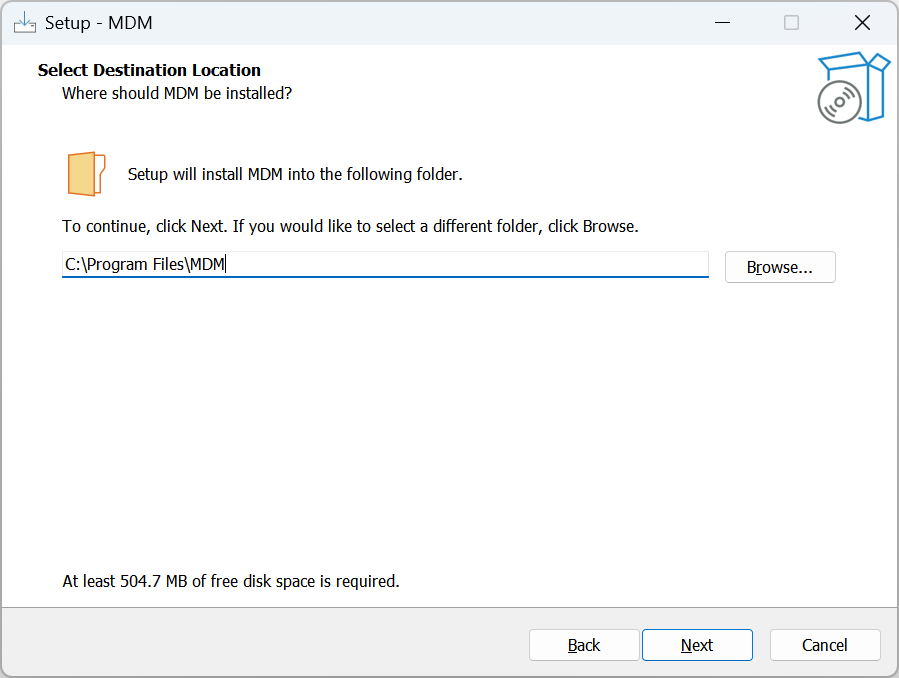 Setup - MDM
Select Destination Location
Where should MDM be installed?
Setup will install MDM into the following folder.
To continue, click Next. If you would like to select a different folder, click Browse.
C:\Program Files\MDM
Browse...
At least 504.7 MB of free disk space is required.
Back
Next
Cancel